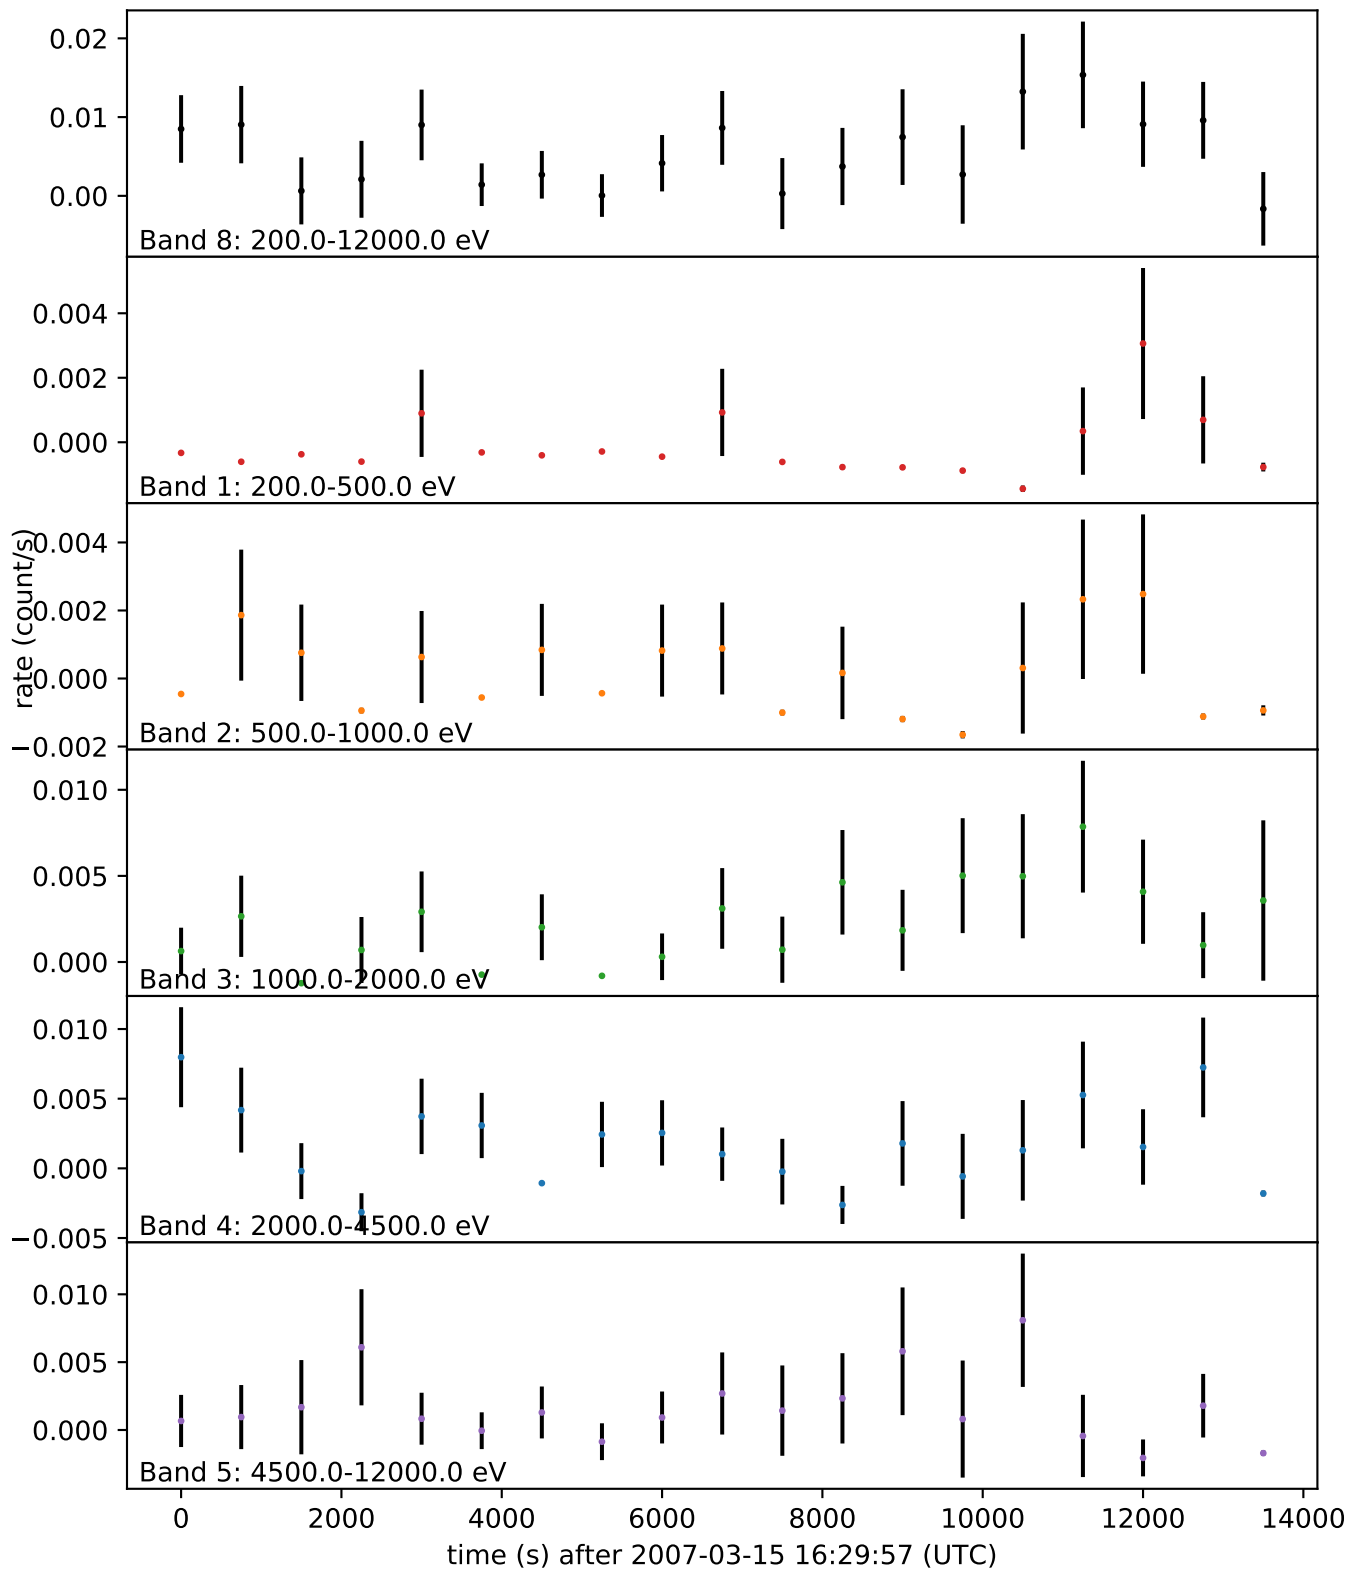 0.02
0.01
0.00
Band 8: 200.0-12000.0 eV
0.004
0.002
0.000
Band 1: 200.0-500.0 eV
rate (count/s)
0.004
0.002
0.000
−0.002
Band 2: 500.0-1000.0 eV
0.010
0.005
0.000
Band 3: 1000.0-2000.0 eV
0.010
0.005
0.000
−0.005
Band 4: 2000.0-4500.0 eV
0.010
0.005
0.000
Band 5: 4500.0-12000.0 eV
0 2000 4000 6000 8000 10000 12000 14000
time (s) after 2007-03-15 16:29:57 (UTC)